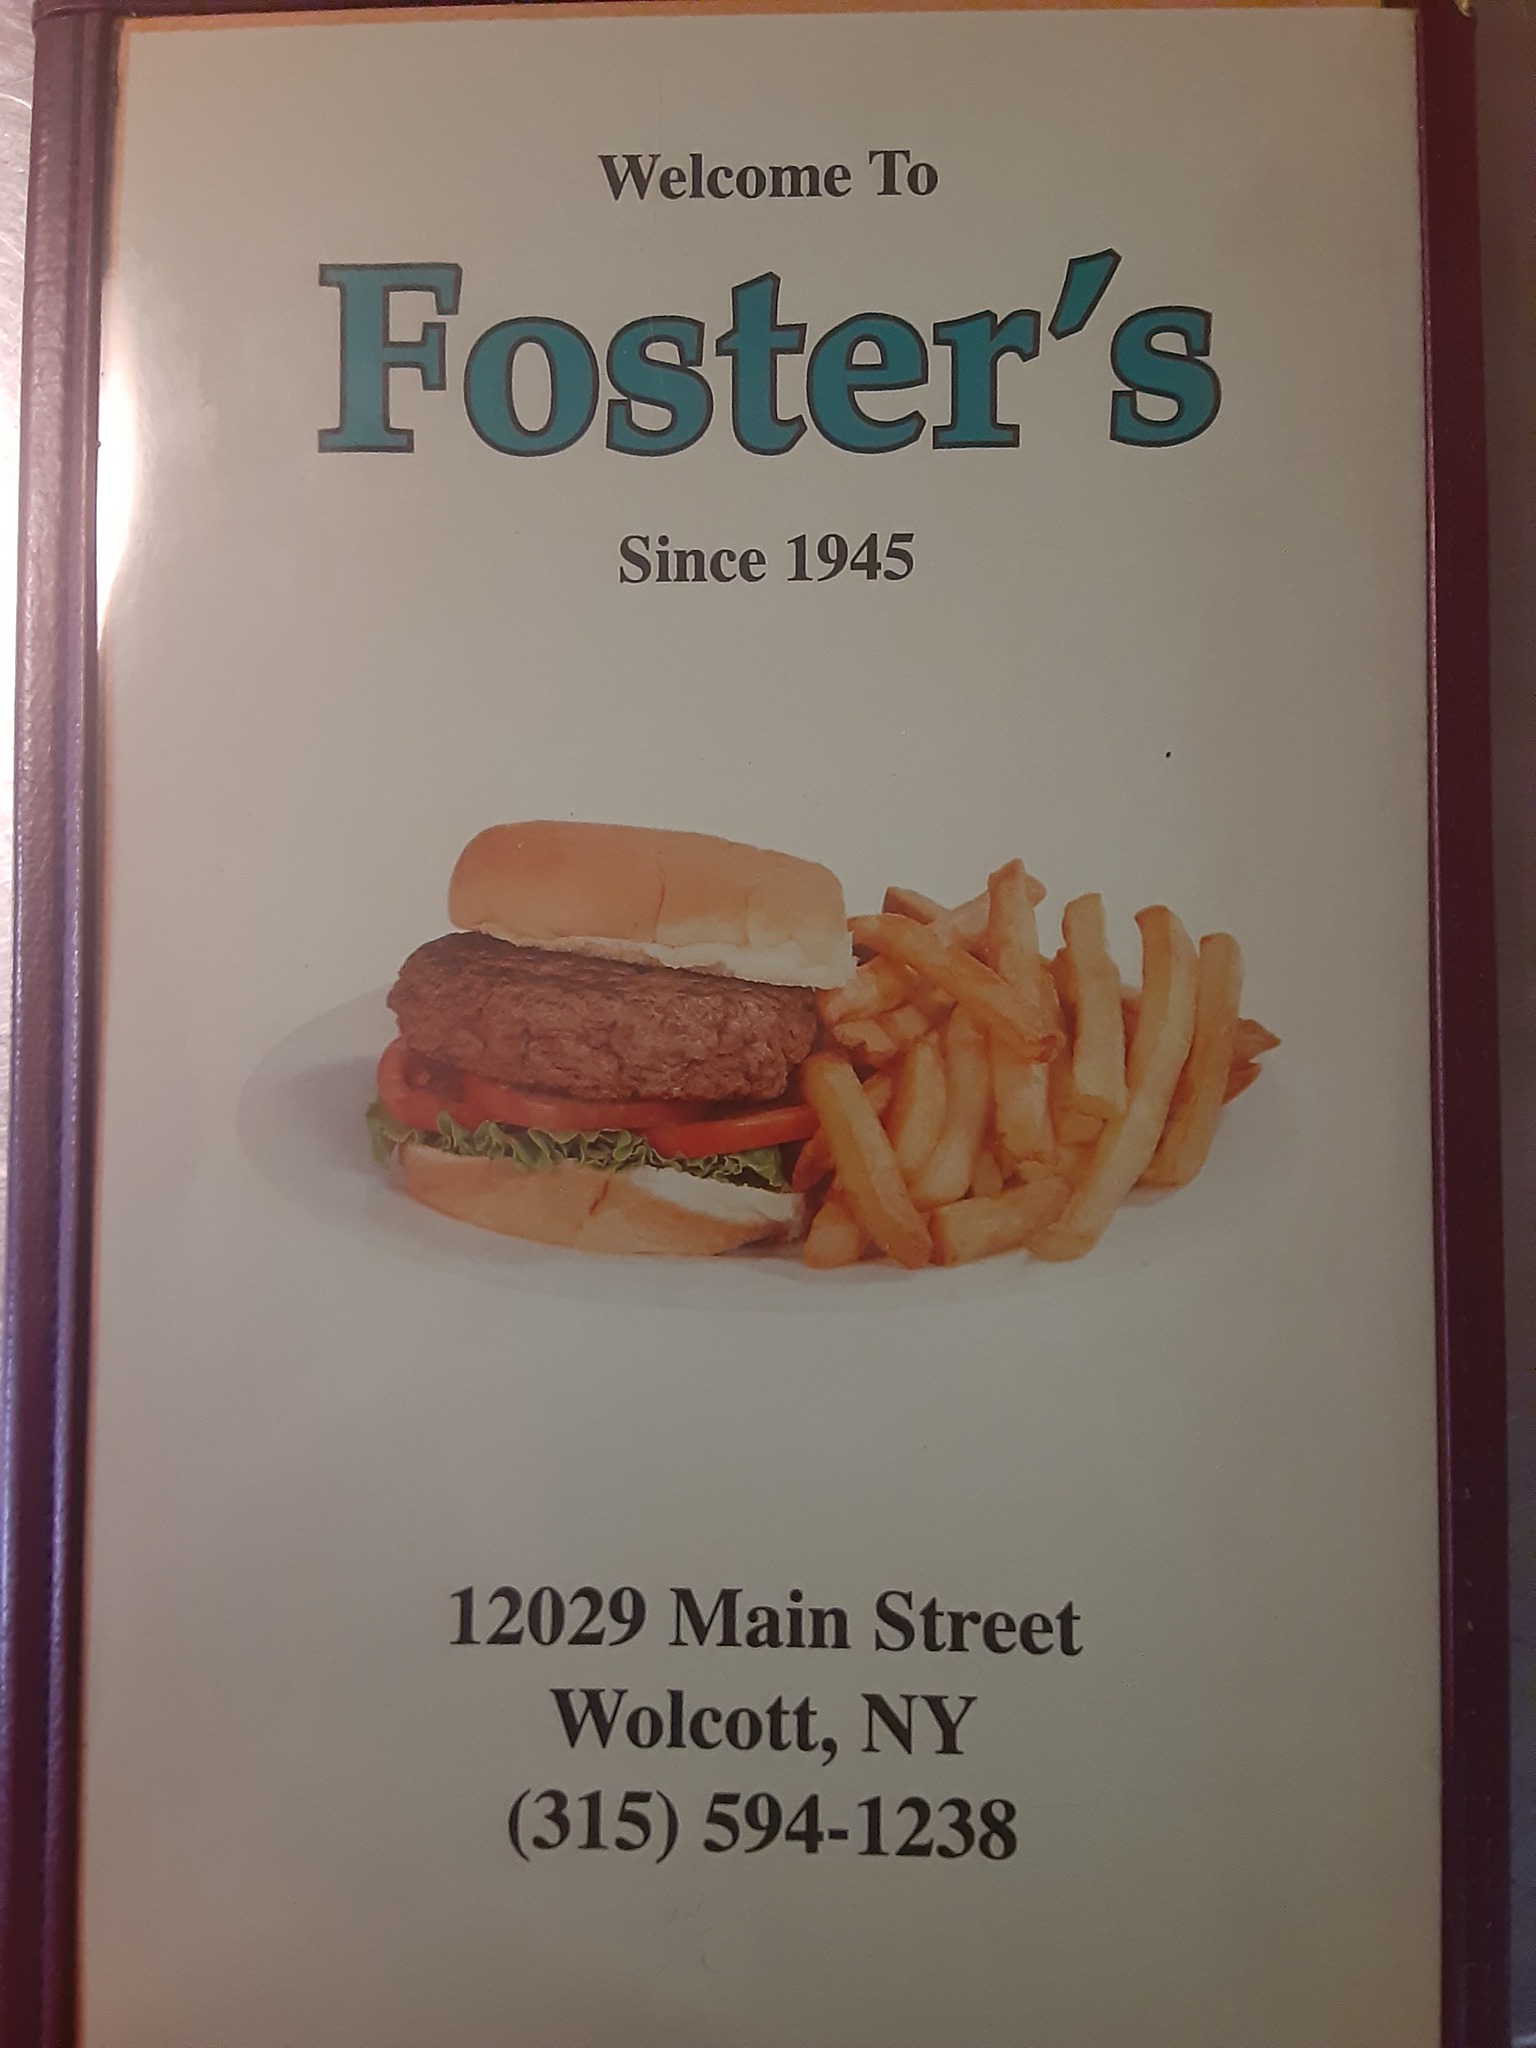 Welcome To
Foster's
Since 1945
12029 Main Street
Wolcott, NY
(315) 594-1238